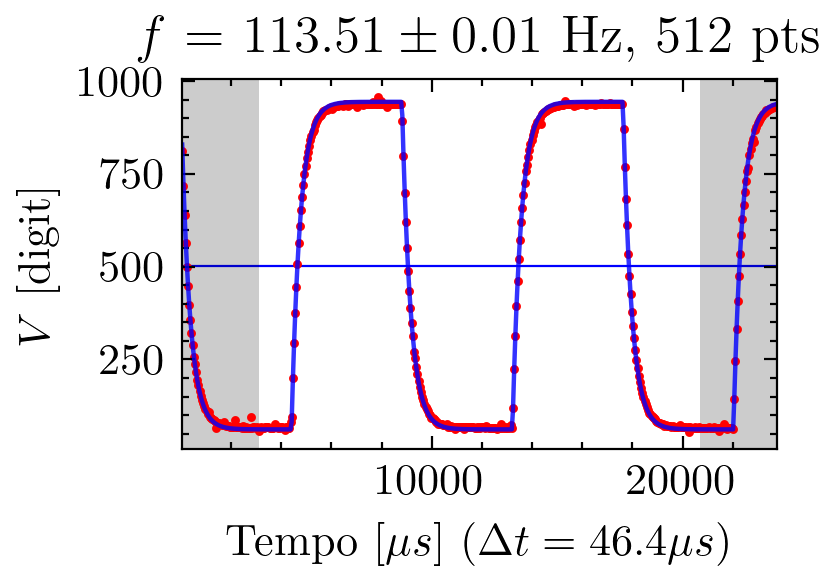 f = 113.51 ± 0.01 Hz, 512 pts
1000
750
500
250
V [digit]
10000 20000
Tempo [μs] (Δt = 46.4μs)